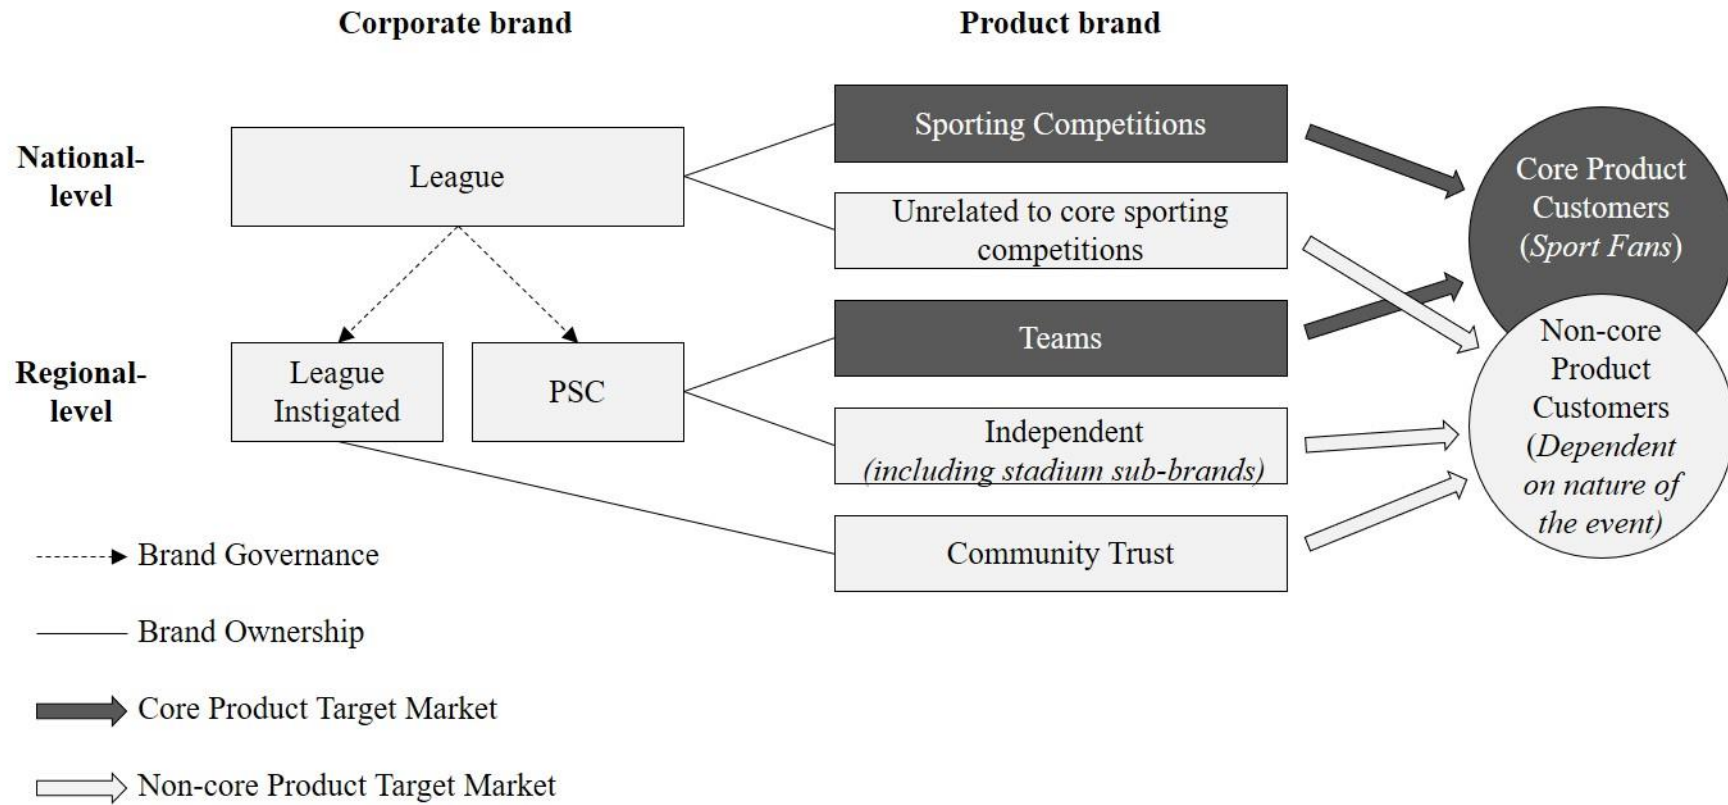 Corporate brand
Product brand
National-
level
League
Sporting Competitions
Unrelated to core sporting
competitions
Core Product
Customers
(Sport Fans)
Regional-
level
League
Instigated
PSC
Teams
Independent
(including stadium sub-brands)
Community Trust
Non-core
Product
Customers
(Dependent
on nature of
the event)
Brand Governance
Brand Ownership
Core Product Target Market
Non-core Product Target Market